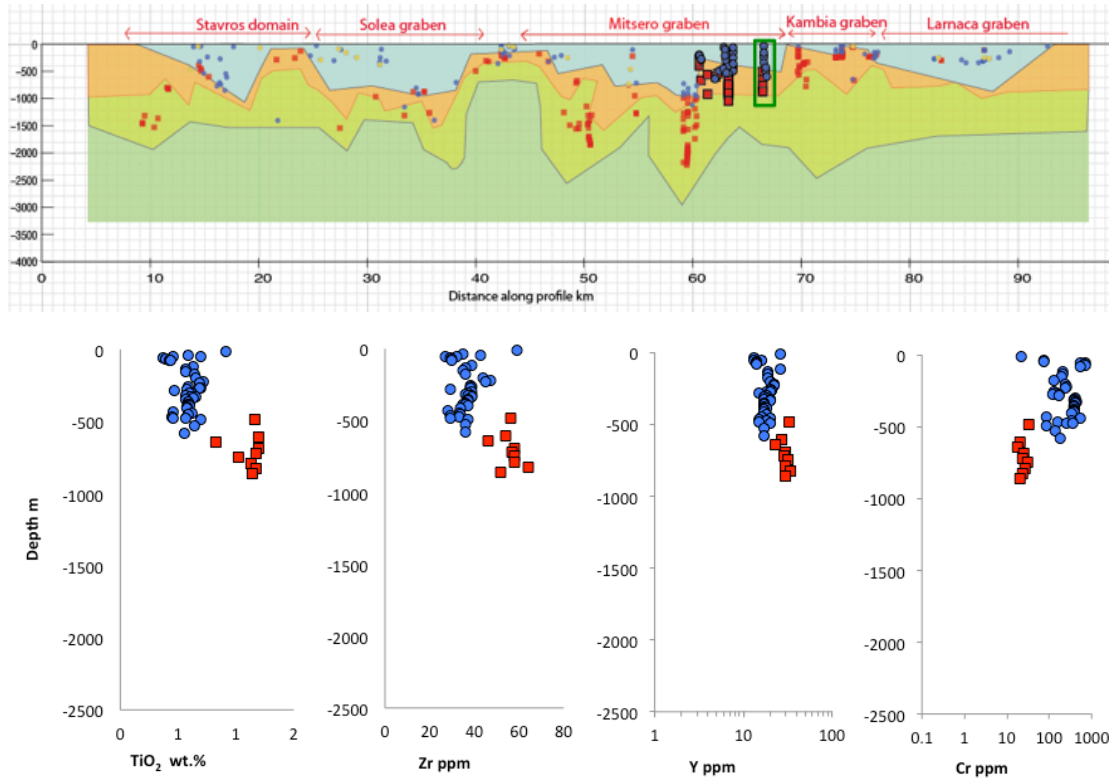 Stavros domain Solea graben Mitsero graben Kambia graben Larnaca graben
0
-500
-1000
-1500
-2000
-2500
-3000
-3500
-4000
0 10 20 30 40 50 60 70 80 90
Distance along profile km
Depth m
0
-500
-1000
-1500
-2000
-2500
0 1 1 2
TiO₂ wt.%
0
-500
-1000
-1500
-2000
-2500
0 20 40 60 80
Zr ppm
0
-500
-1000
-1500
-2000
-2500
1 10 100
Y ppm
0
-500
-1000
-1500
-2000
-2500
0.1 1 10 100 1000
Cr ppm